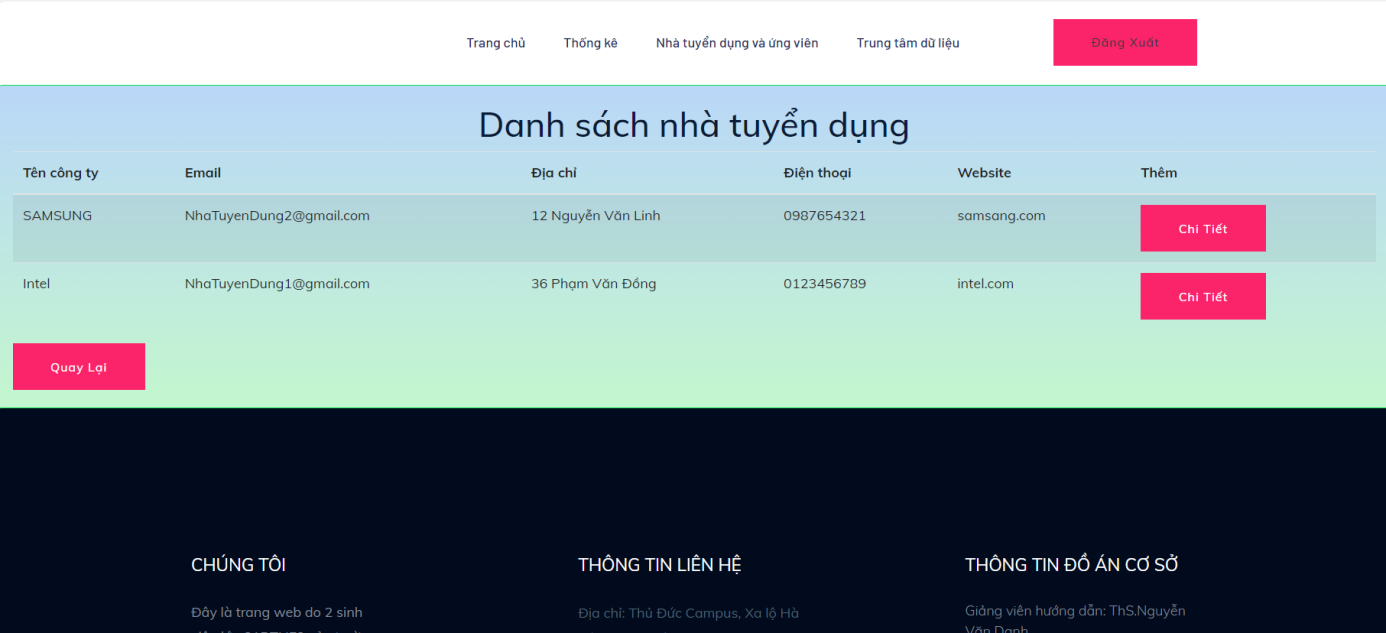 Trang chủ Thống kê Nhà tuyển dụng và ứng viên Trung tâm dữ liệu Đăng Xuất
Danh sách nhà tuyển dụng
Tên công ty Email Địa chỉ Điện thoại Website Thêm
SAMSUNG NhaTuyenDung2@gmail.com 12 Nguyễn Văn Linh 0987654321 samsang.com Chi Tiết
Intel NhaTuyenDung1@gmail.com 36 Phạm Văn Đồng 0123456789 intel.com Chi Tiết
Quay Lại
CHÚNG TÔI THÔNG TIN LIÊN HỆ THÔNG TIN ĐỒ ÁN CƠ SỞ
Đây là trang web do 2 sinh Địa chỉ: Thủ Đức Campus, Xa lộ Hà Giảng viên hướng dẫn: ThS.Nguyễn
Văn Danh